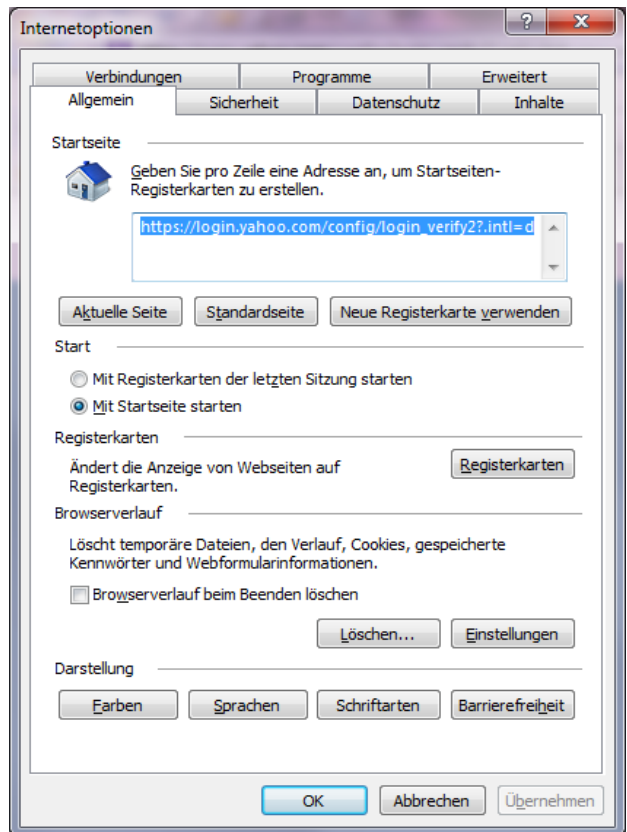 Internetoptionen
Verbindungen Programme Erweitert
Allgemein Sicherheit Datenschutz Inhalte
Startseite
Geben Sie pro Zeile eine Adresse an, um Startseiten-
Registerkarten zu erstellen.
https://login.yahoo.com/config/login_verify2?.intl=d
Aktuelle Seite Standardseite Neue Registerkarte verwenden
Start
Mit Registerkarten der letzten Sitzung starten
Mit Startseite starten
Registerkarten
Ändert die Anzeige von Webseiten auf
Registerkarten.
Registerkarten
Browserverlauf
Löscht temporäre Dateien, den Verlauf, Cookies, gespeicherte
Kennwörter und Webformularinformationen.
Browserverlauf beim Beenden löschen
Löschen... Einstellungen
Darstellung
Farben Sprachen Schriftarten Barrierefreiheit
OK Abbrechen Übernehmen